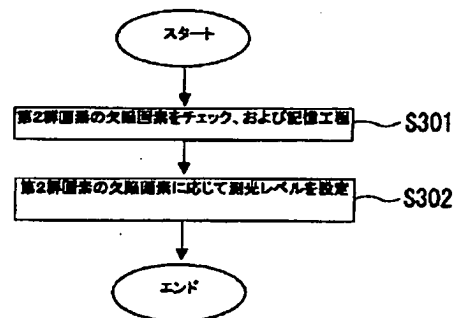 スタート
第2群画素の欠陥画素をチェック、および記憶工程
S301
第2群画素の欠陥画素に応じて測光レベルを設定
S302
エンド